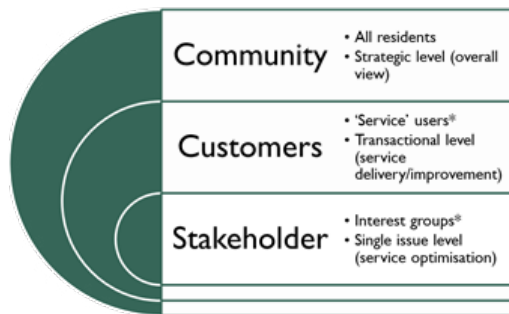 Community
• All residents
• Strategic level (overall
view)
Customers
• ‘Service’ users*
• Transactional level
(service
delivery/improvement)
Stakeholder
• Interest groups*
• Single issue level
(service optimisation)